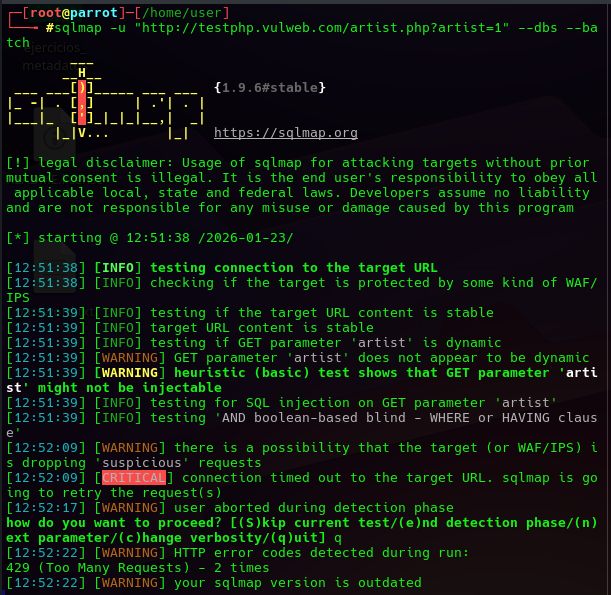 ┌─[root@parrot]─[/home/user]
└──╼ #sqlmap -u "http://testphp.vulweb.com/artist.php?artist=1" --dbs --ba
tch
ejercicios_
metada
        ___
       __H__
 ___ ___[)]_____ ___ ___  {1.9.6#stable}
|_ -| . [,]     | .'| . |
|___|_  [']_|_|_|__,|  _|
      |_|V...       |_|   https://sqlmap.org
[!] legal disclaimer: Usage of sqlmap for attacking targets without prior
mutual consent is illegal. It is the end user's responsibility to obey all
 applicable local, state and federal laws. Developers assume no liability
and are not responsible for any misuse or damage caused by this program
[*] starting @ 12:51:38 /2026-01-23/
[12:51:38] [INFO] testing connection to the target URL
[12:51:38] [INFO] checking if the target is protected by some kind of WAF/
IPS
[12:51:39] [INFO] testing if the target URL content is stable
[12:51:39] [INFO] target URL content is stable
[12:51:39] [INFO] testing if GET parameter 'artist' is dynamic
[12:51:39] [WARNING] GET parameter 'artist' does not appear to be dynamic
[12:51:39] [WARNING] heuristic (basic) test shows that GET parameter 'arti
st' might not be injectable
[12:51:39] [INFO] testing for SQL injection on GET parameter 'artist'
[12:51:39] [INFO] testing 'AND boolean-based blind - WHERE or HAVING claus
e'
[12:52:09] [WARNING] there is a possibility that the target (or WAF/IPS) i
s dropping 'suspicious' requests
[12:52:09] [CRITICAL] connection timed out to the target URL. sqlmap is go
ing to retry the request(s)
[12:52:17] [WARNING] user aborted during detection phase
how do you want to proceed? [(S)kip current test/(e)nd detection phase/(n)
ext parameter/(c)hange verbosity/(q)uit] q
[12:52:22] [WARNING] HTTP error codes detected during run:
429 (Too Many Requests) - 2 times
[12:52:22] [WARNING] your sqlmap version is outdated